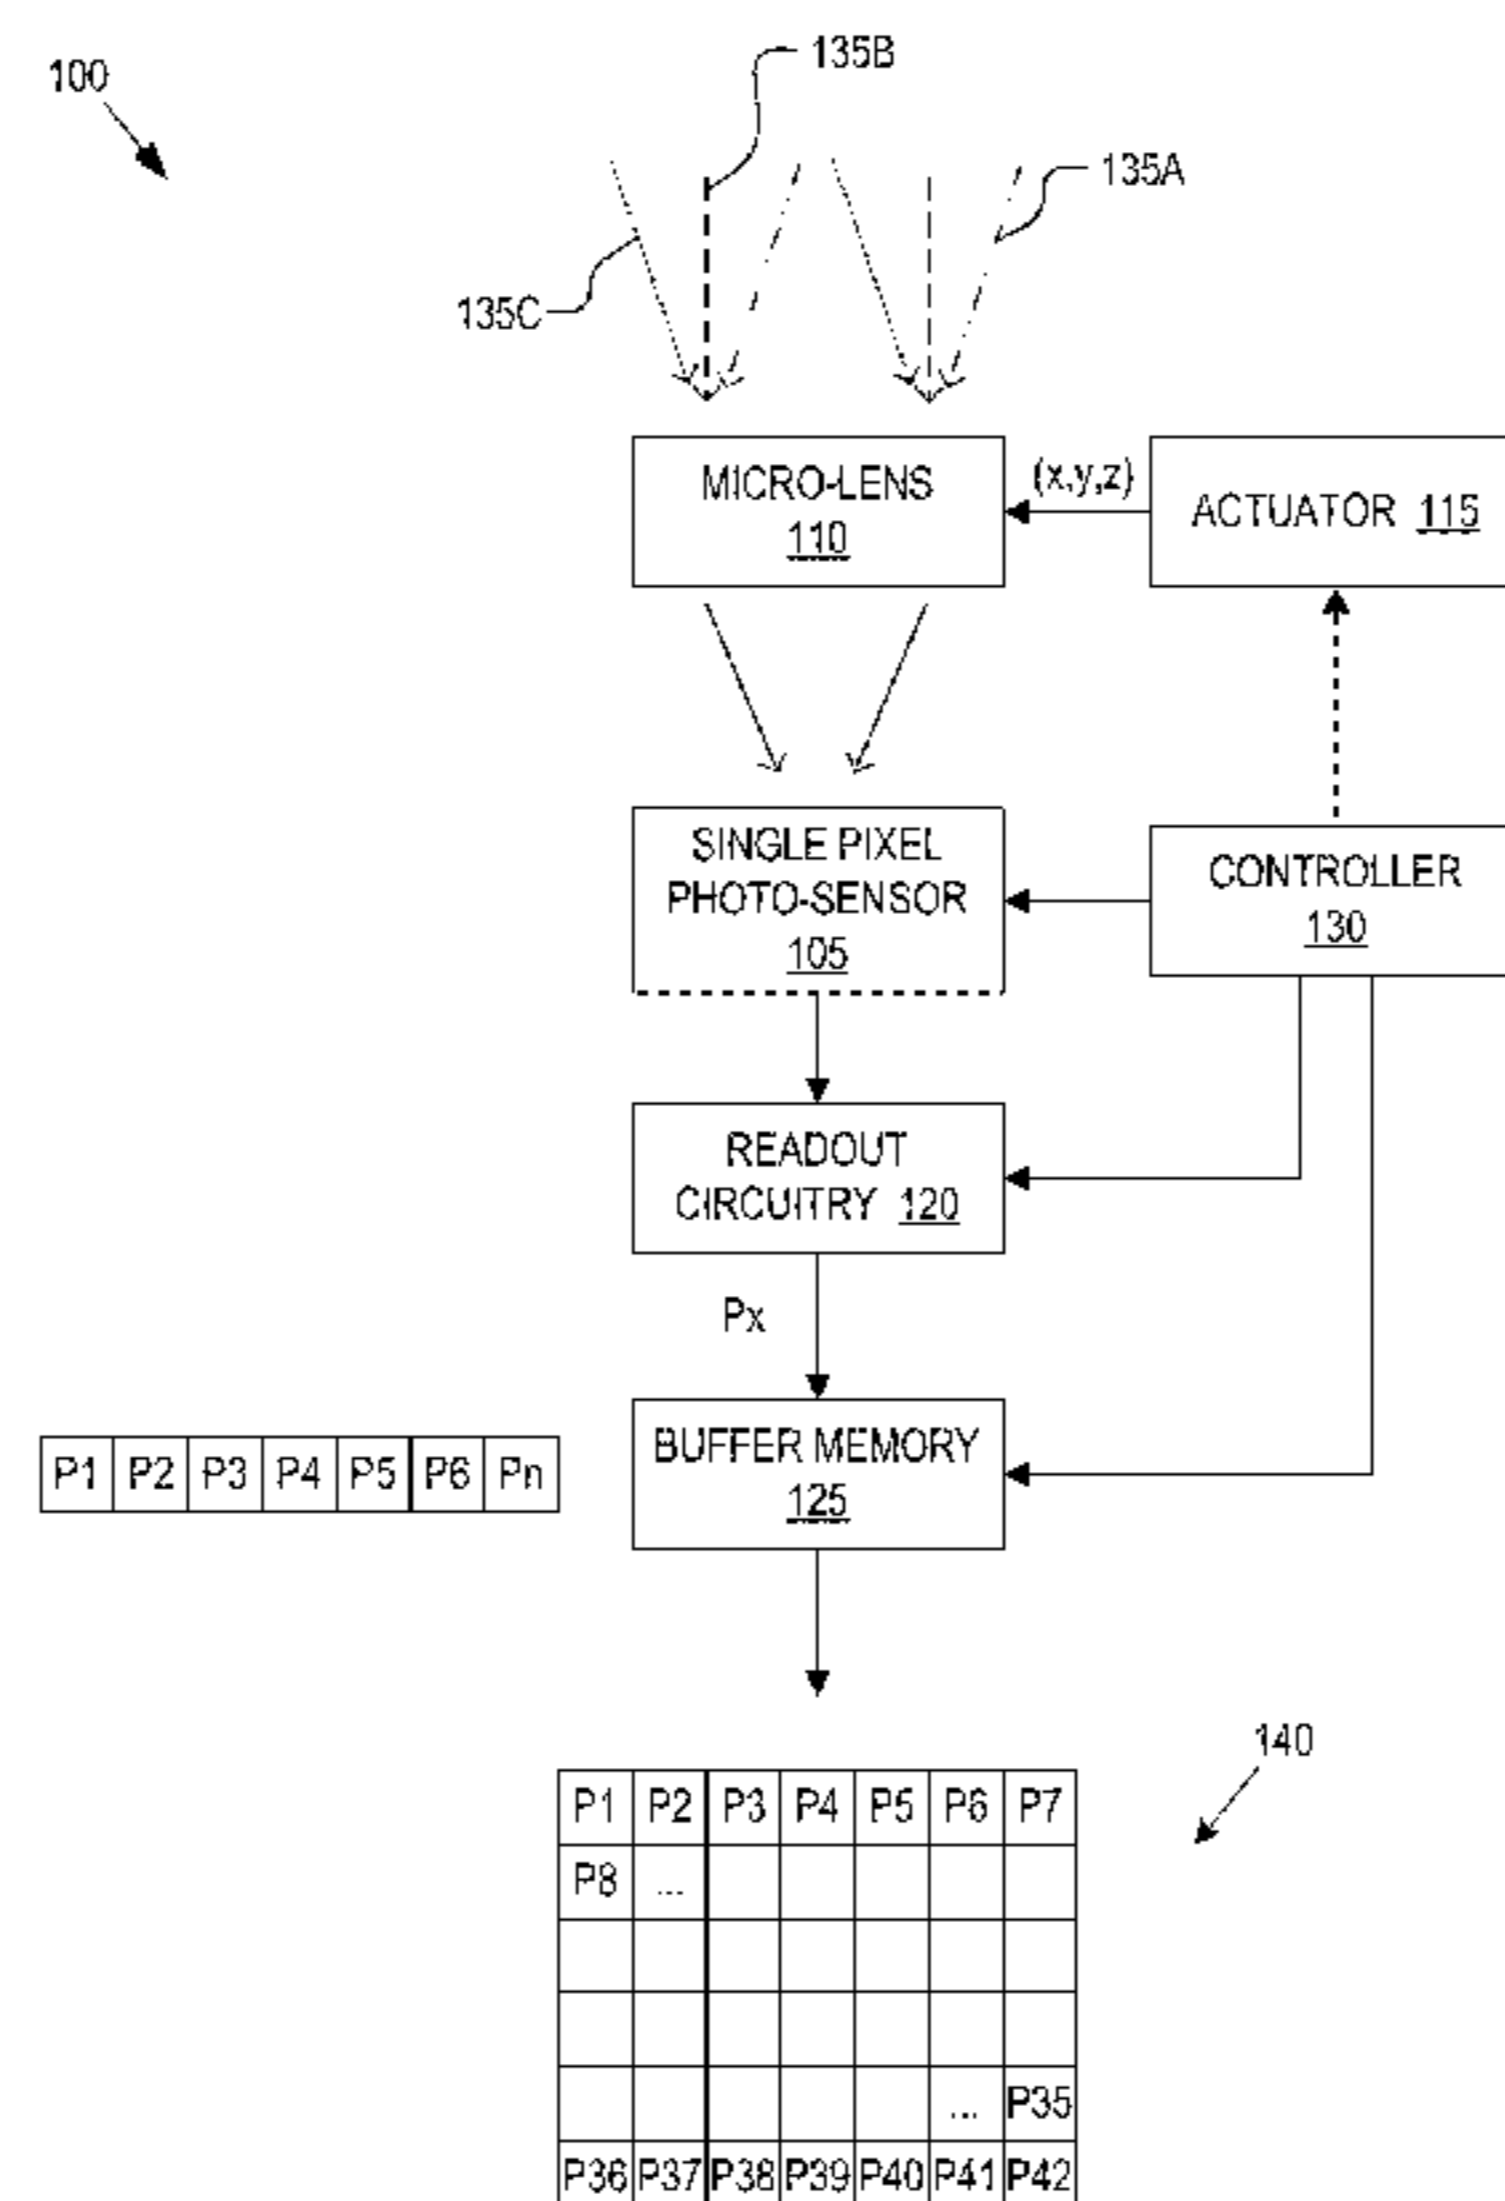 135B
100
135A
135C
MICRO-LENS
110
(x,y,z)
ACTUATOR 115
SINGLE PIXEL
PHOTO-SENSOR
105
CONTROLLER
130
READOUT
CIRCUITRY 120
Px
P1 P2 P3 P4 P5 P6 Pn
BUFFER MEMORY
125
140
P1 P2 P3 P4 P5 P6 P7
P8 ...
... P35
P36 P37 P38 P39 P40 P41 P42